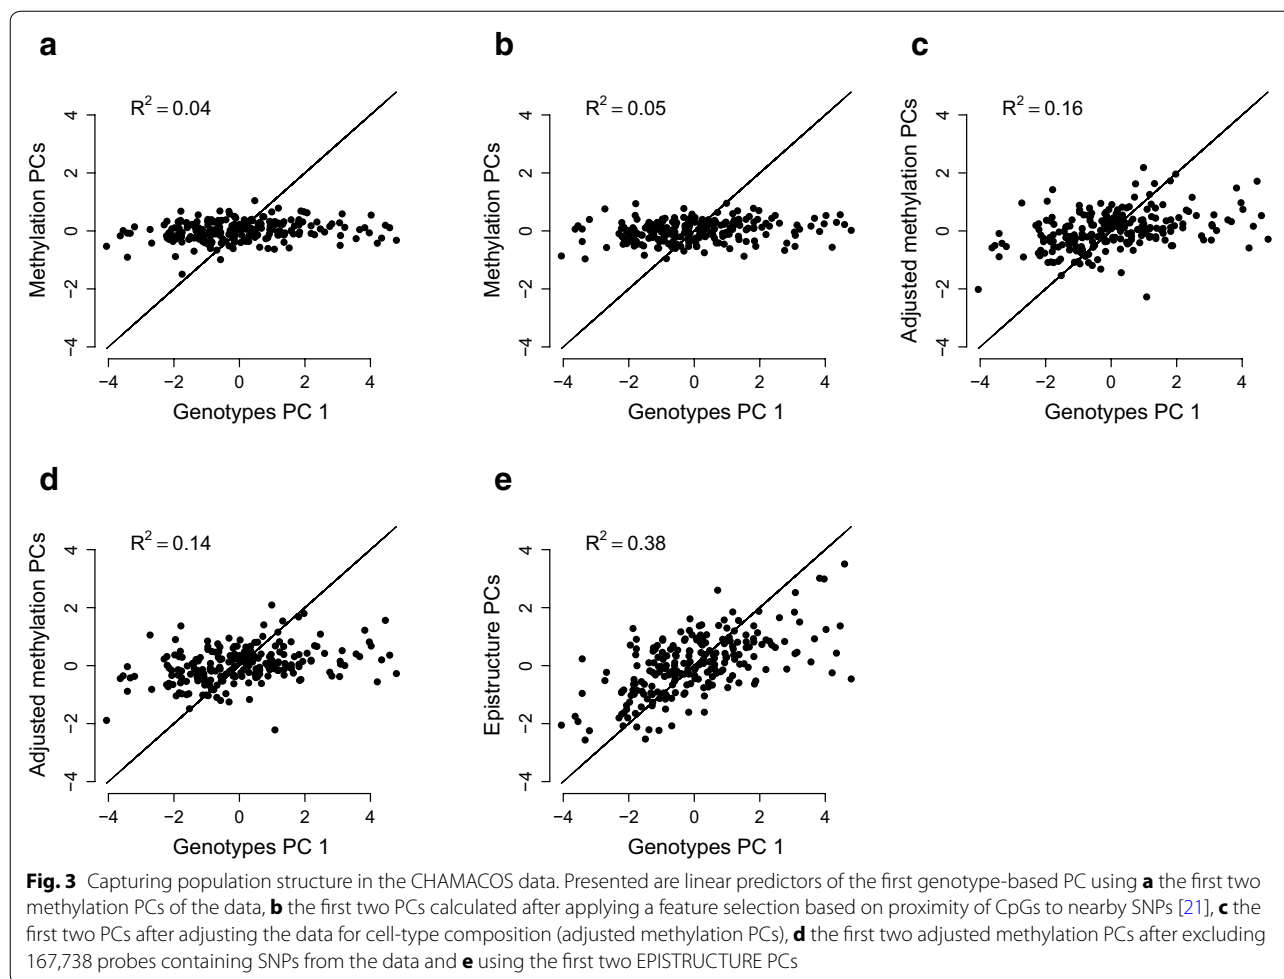 a
R² = 0.04
Methylation PCs
4
2
0
−2
−4
−4 −2 0 2 4
Genotypes PC 1
b
R² = 0.05
Methylation PCs
4
2
0
−2
−4
−4 −2 0 2 4
Genotypes PC 1
c
R² = 0.16
Adjusted methylation PCs
4
2
0
−2
−4
−4 −2 0 2 4
Genotypes PC 1
d
R² = 0.14
Adjusted methylation PCs
4
2
0
−2
−4
−4 −2 0 2 4
Genotypes PC 1
e
R² = 0.38
Epistructure PCs
4
2
0
−2
−4
−4 −2 0 2 4
Genotypes PC 1
Fig. 3 Capturing population structure in the CHAMACOS data. Presented are linear predictors of the first genotype-based PC using a the first two
methylation PCs of the data, b the first two PCs calculated after applying a feature selection based on proximity of CpGs to nearby SNPs [21], c the
first two PCs after adjusting the data for cell-type composition (adjusted methylation PCs), d the first two adjusted methylation PCs after excluding
167,738 probes containing SNPs from the data and e using the first two EPISTRUCTURE PCs